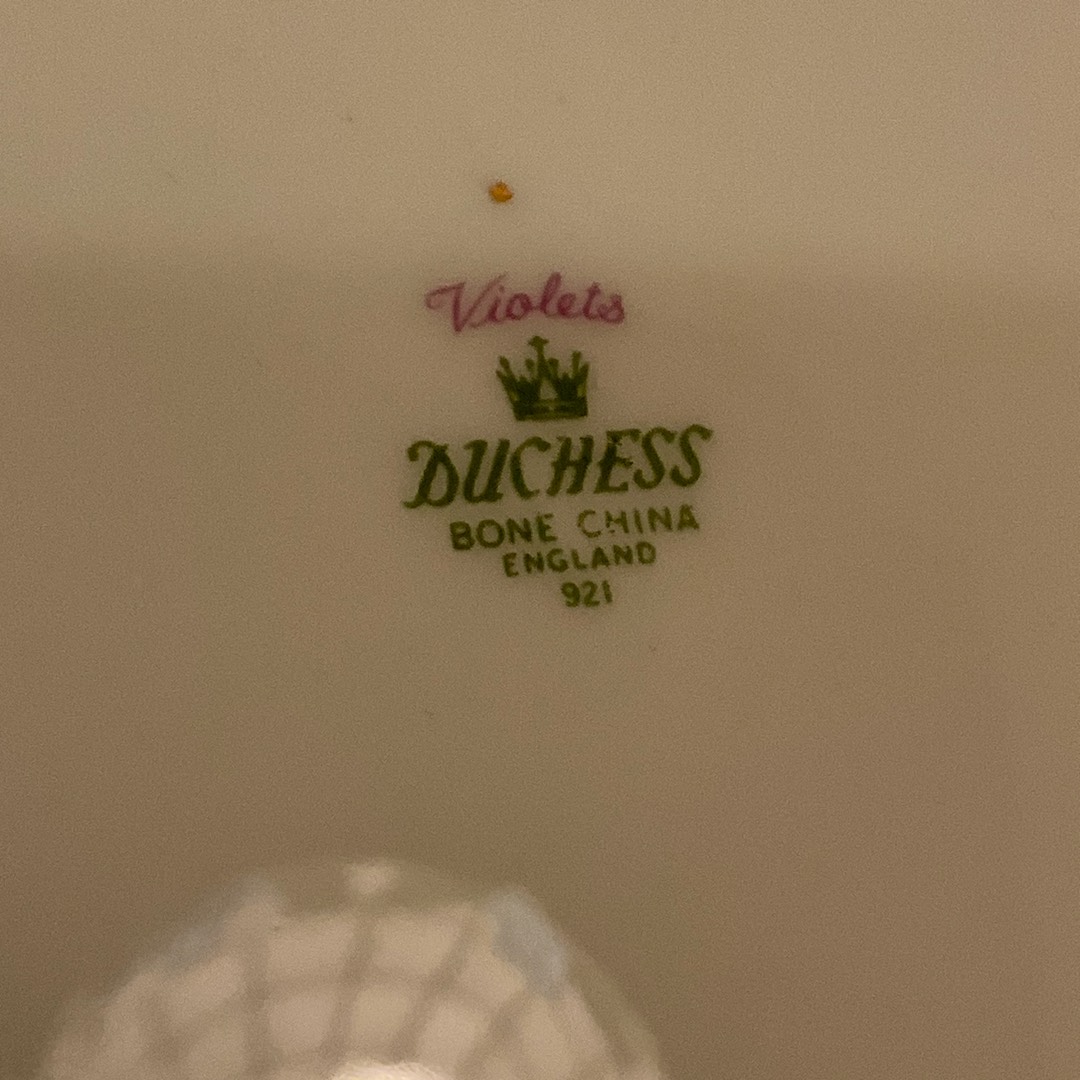 Violets
DUCHESS
BONE CHINA
ENGLAND
921